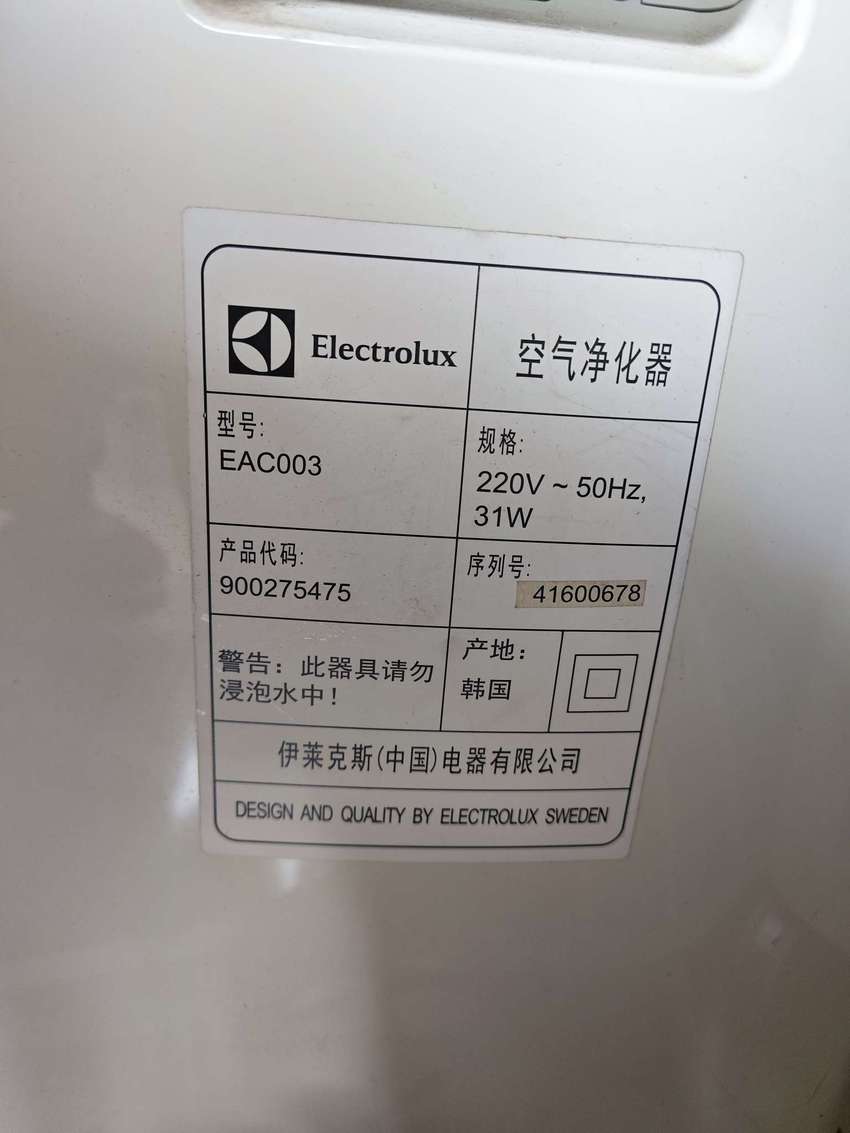 Electrolux
空气净化器
型号:
EAC003
规格:
220V ~ 50Hz,
31W
产品代码:
900275475
序列号:
41600678
警告：此器具请勿
浸泡水中！
产地：
韩国
伊莱克斯(中国)电器有限公司
DESIGN AND QUALITY BY ELECTROLUX SWEDEN